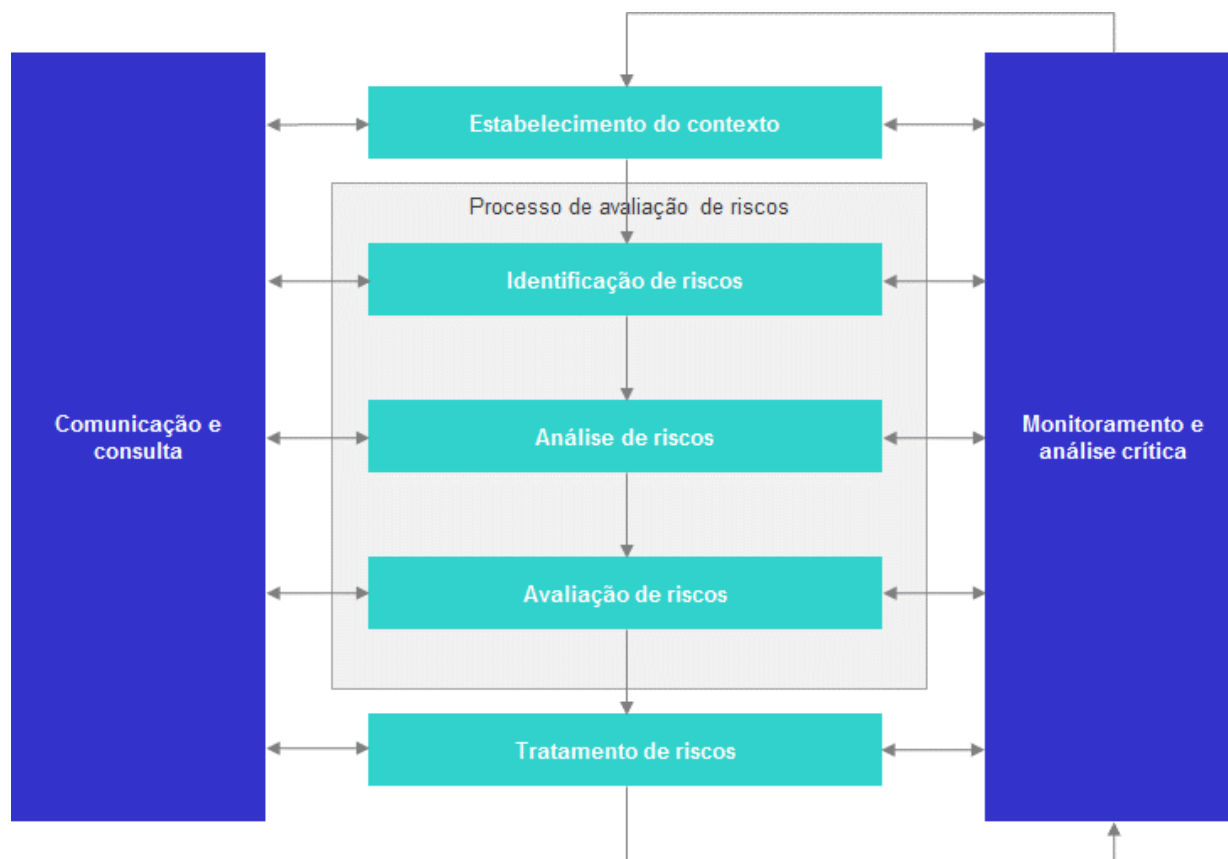 Estabelecimento do contexto
Processo de avaliação de riscos
Identificação de riscos
Comunicação e
consulta
Análise de riscos
Monitoramento e
análise crítica
Avaliação de riscos
Tratamento de riscos